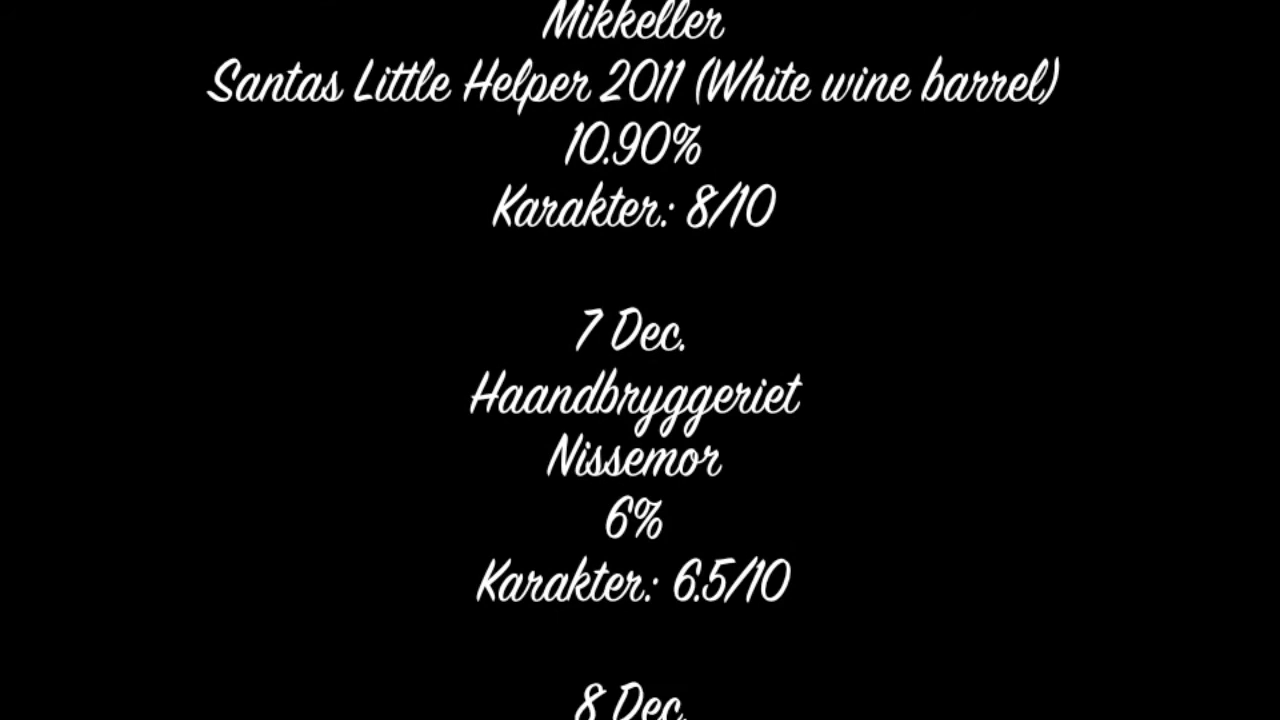 Mikkeller
Santas Little Helper 2011 (White wine barrel)
10.90%
Karakter: 8/10
7 Dec.
Haandbryggeriet
Nissemor
6%
Karakter: 6.5/10
8 Dec.